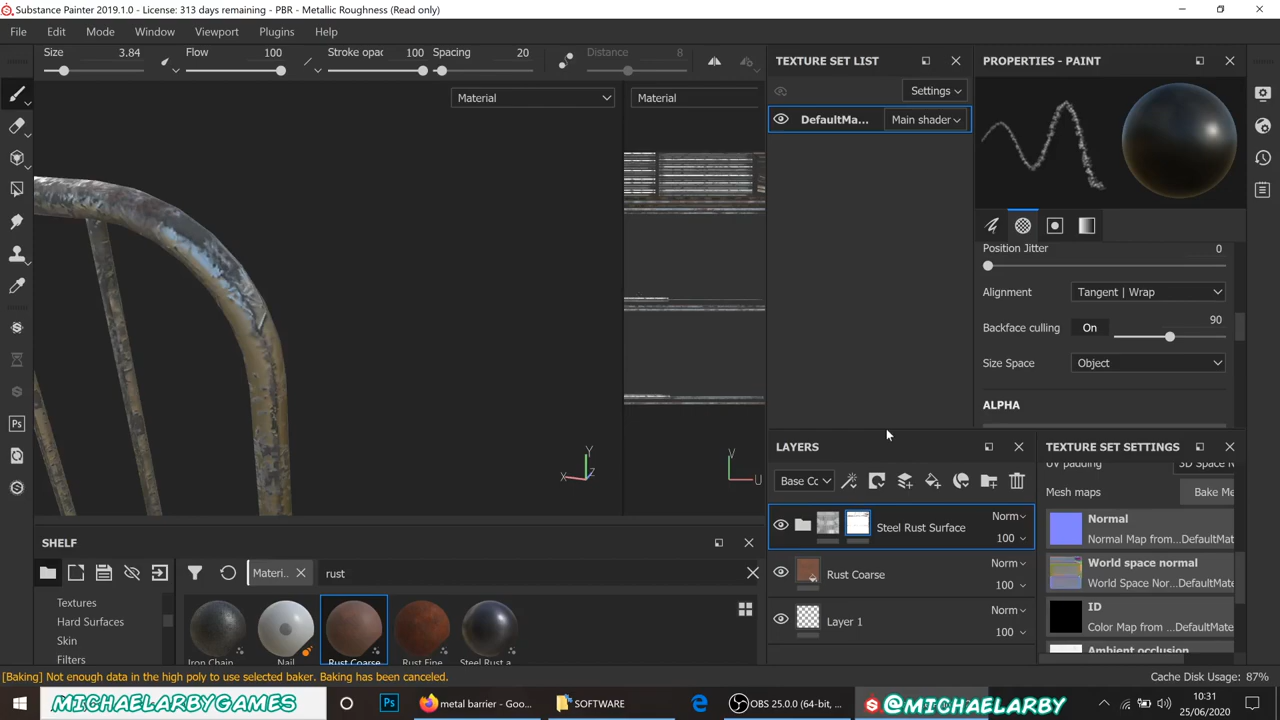 Substance Painter 2019.1.0 - License: 313 days remaining - PBR - Metallic Roughness (Read only)
File Edit Mode Window Viewport Plugins Help
Size 3.84 Flow 100 Stroke opac 100 Spacing 20 Distance 8
Material
Material
TEXTURE SET LIST
Settings
DefaultMa... Main shader
PROPERTIES - PAINT
Position Jitter 0
Alignment Tangent | Wrap
Backface culling On 90
Size Space Object
ALPHA
Y
X Z
V
U
LAYERS
Base Cc
Steel Rust Surface Norm
100
Rust Coarse Norm
100
Layer 1 Norm
100
TEXTURE SET SETTINGS
UV padding 3D Space N
Mesh maps Bake Me
Normal
Normal Map from...DefaultMate
World space normal
World Space Nor...DefaultMate
ID
Color Map from...DefaultMate
Ambient occlusion
SHELF
Materi... rust
Textures
Hard Surfaces
Skin
Filters
Iron Chain
Nail
Rust Coarse
Rust Fine
Steel Rust a
[Baking] Not enough data in the high poly to use selected baker. Baking has been canceled.
Cache Disk Usage: 87%
MICHAELARBYGAMES
Ps
metal barrier - Goo...
SOFTWARE
OBS 25.0.0 (64-bit, ...
@MICHAELARBY
10:31
25/06/2020